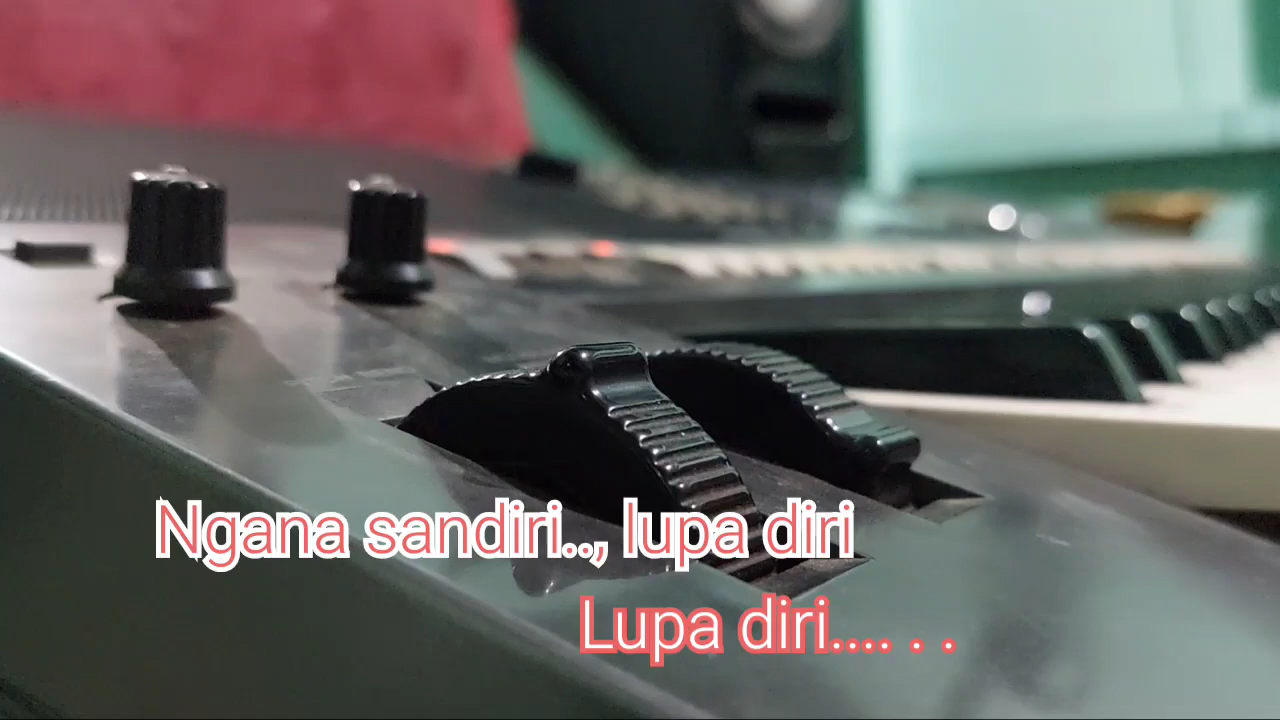 Ngana sandiri.., lupa diri
Lupa diri.... . .